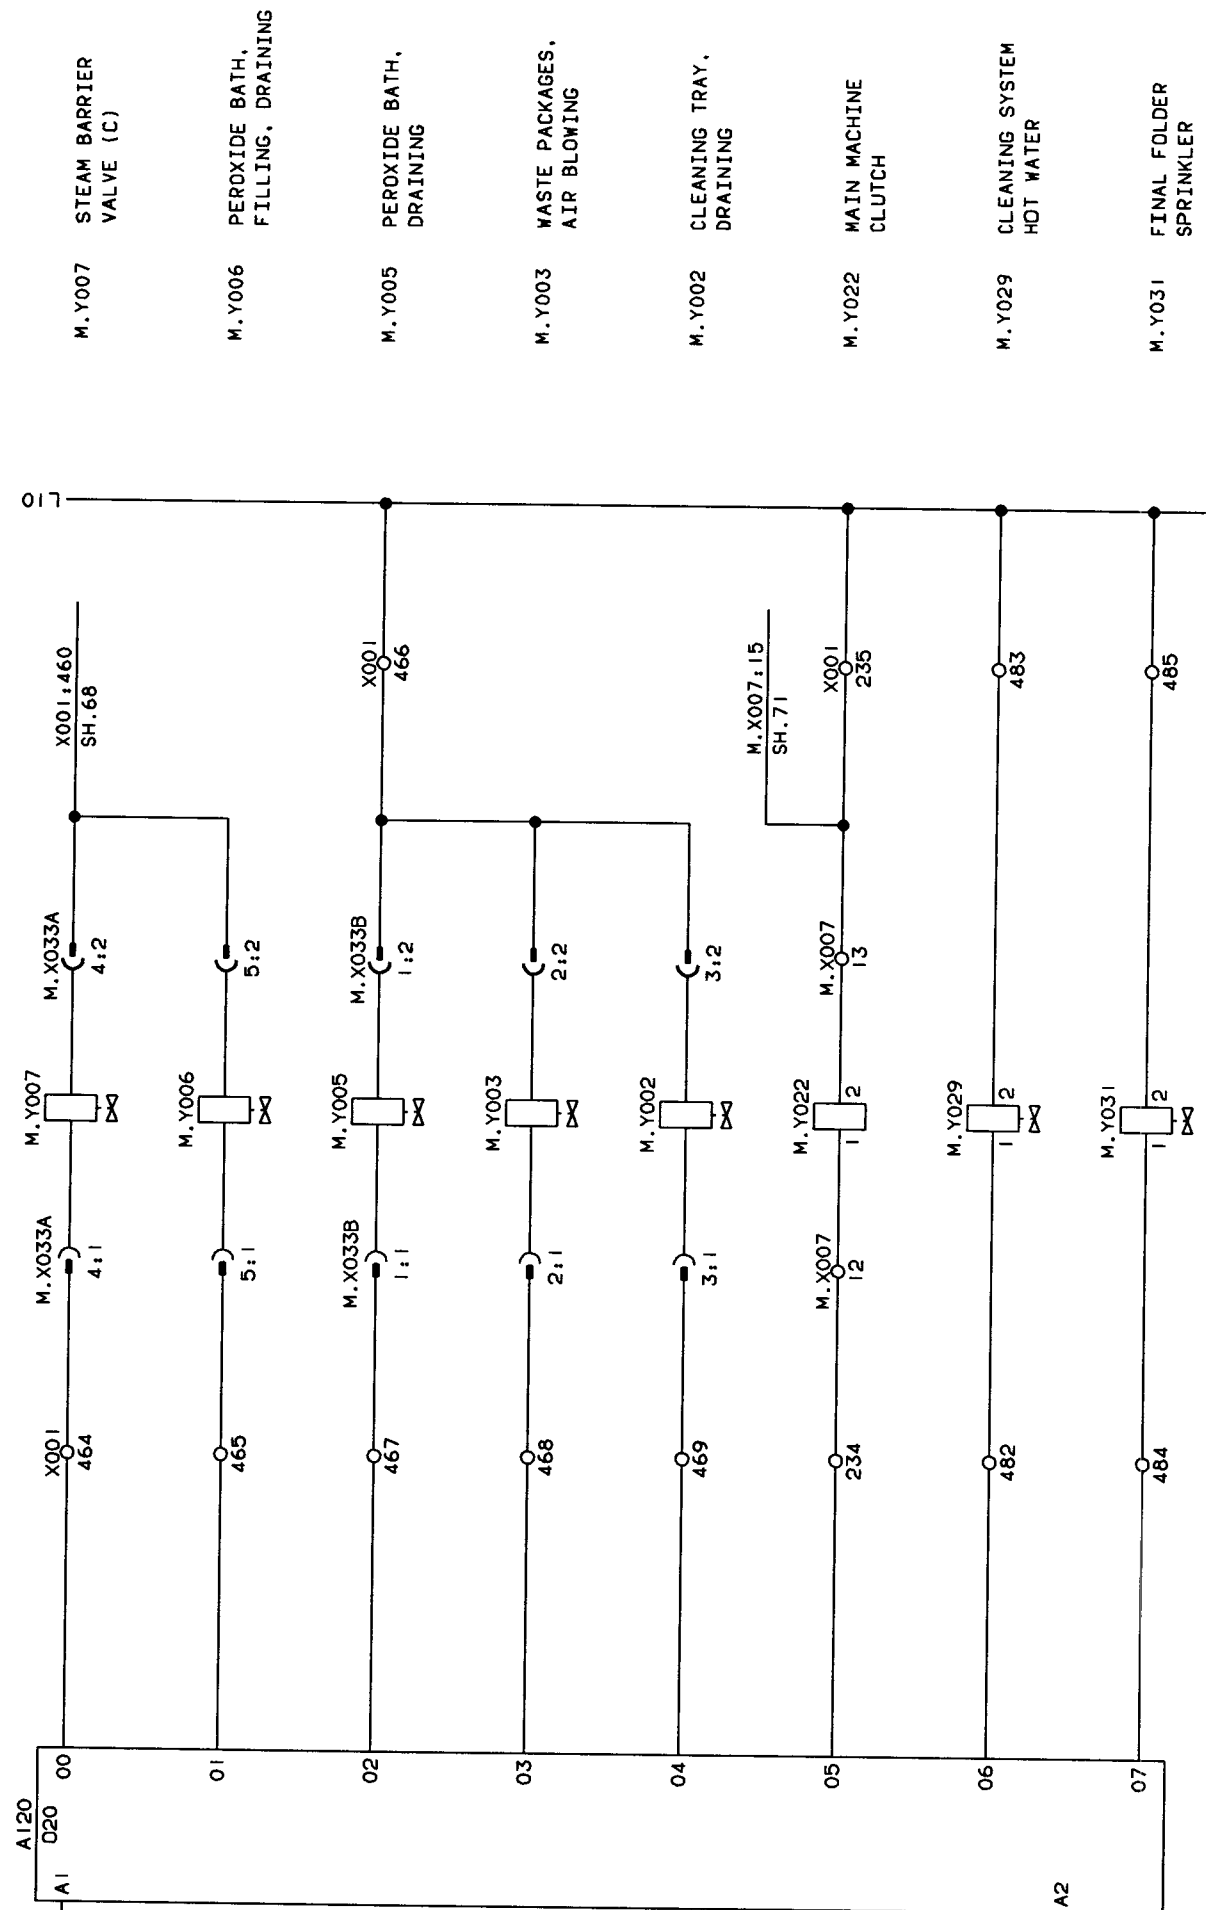 M.Y007 STEAM BARRIER
VALVE (C)
M.Y006 PEROXIDE BATH,
FILLING, DRAINING
M.Y005 PEROXIDE BATH,
DRAINING
M.Y003 WASTE PACKAGES,
AIR BLOWING
M.Y002 CLEANING TRAY,
DRAINING
M.Y022 MAIN MACHINE
CLUTCH
M.Y029 CLEANING SYSTEM
HOT WATER
M.Y031 FINAL FOLDER
SPRINKLER
L10
X001:460
SH.68
X001
466
M.X007:15
SH.71
X001
235
483
485
M.X033A
4:2
5:2
M.X033B
1:2
2:2
3:2
M.X007
13
M.Y007
M.Y006
M.Y005
M.Y003
M.Y002
M.Y022
1 2
M.Y029
1 2
M.Y031
1 2
M.X033A
4:1
5:1
M.X033B
1:1
2:1
3:1
M.X007
12
X001
464
465
467
468
469
234
482
484
A120
020
00
01
02
03
04
05
06
07
A1
A2